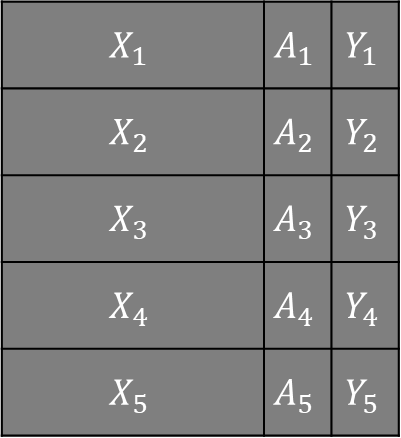 X₁ A₁ Y₁
X₂ A₂ Y₂
X₃ A₃ Y₃
X₄ A₄ Y₄
X₅ A₅ Y₅